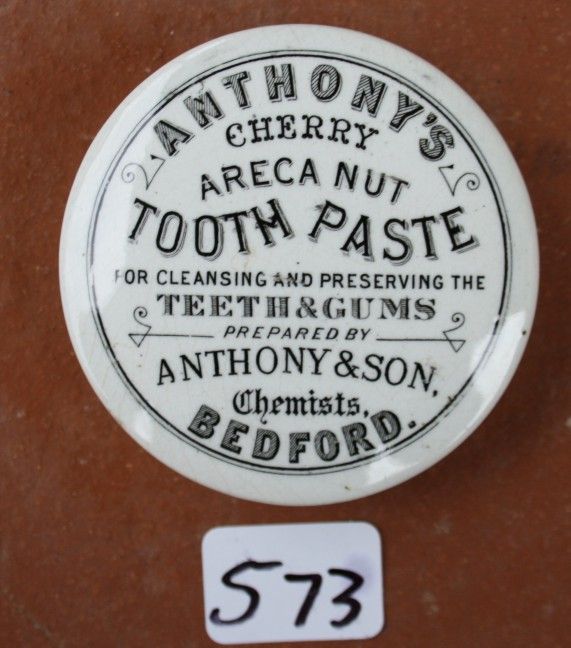 ANTHONY'S
CHERRY
ARECA NUT
TOOTH PASTE
FOR CLEANSING AND PRESERVING THE
TEETH & GUMS
PREPARED BY
ANTHONY & SON,
Chemists,
BEDFORD.
573